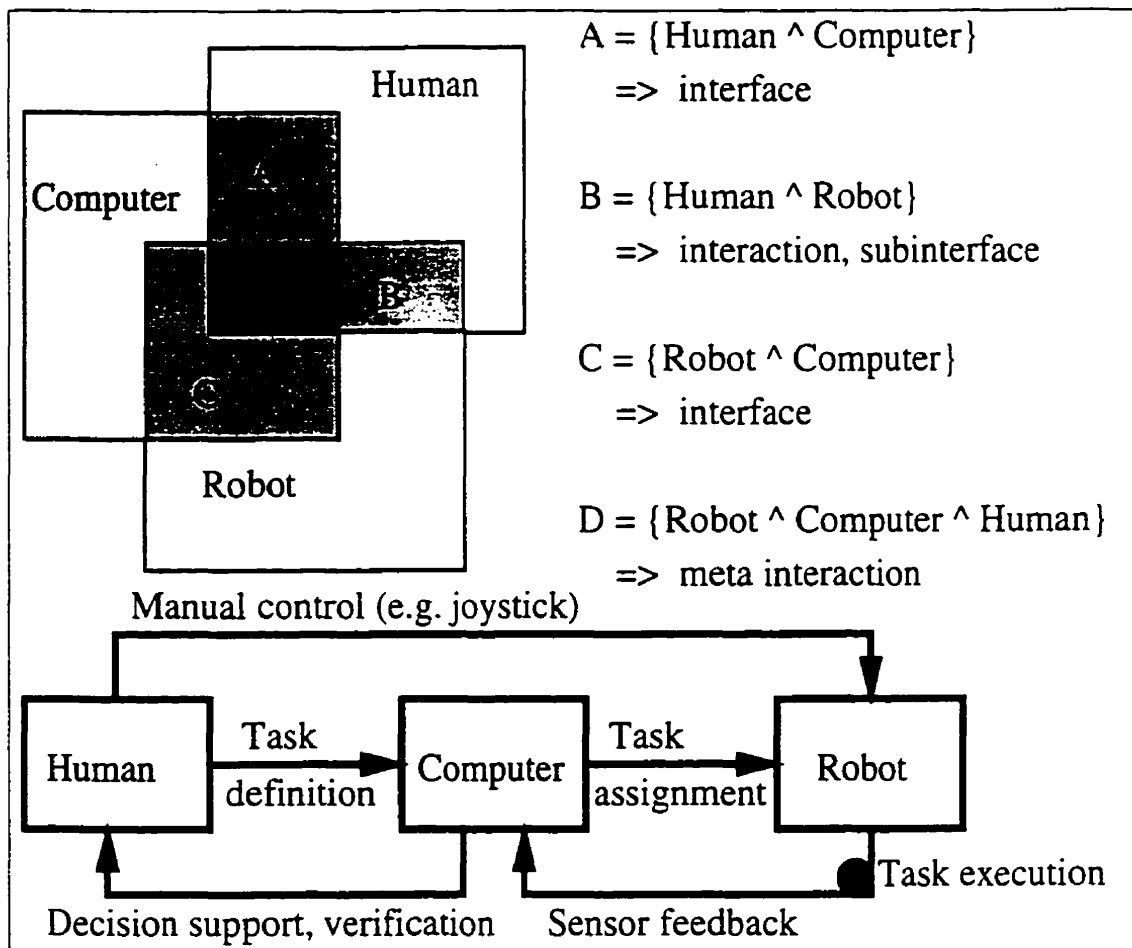 Human
Computer
A
B
C
Robot
A = {Human ^ Computer}
=> interface
B = {Human ^ Robot}
=> interaction, subinterface
C = {Robot ^ Computer}
=> interface
D = {Robot ^ Computer ^ Human}
=> meta interaction
Manual control (e.g. joystick)
Human
Task
definition
Computer
Task
assignment
Robot
Task execution
Decision support, verification
Sensor feedback